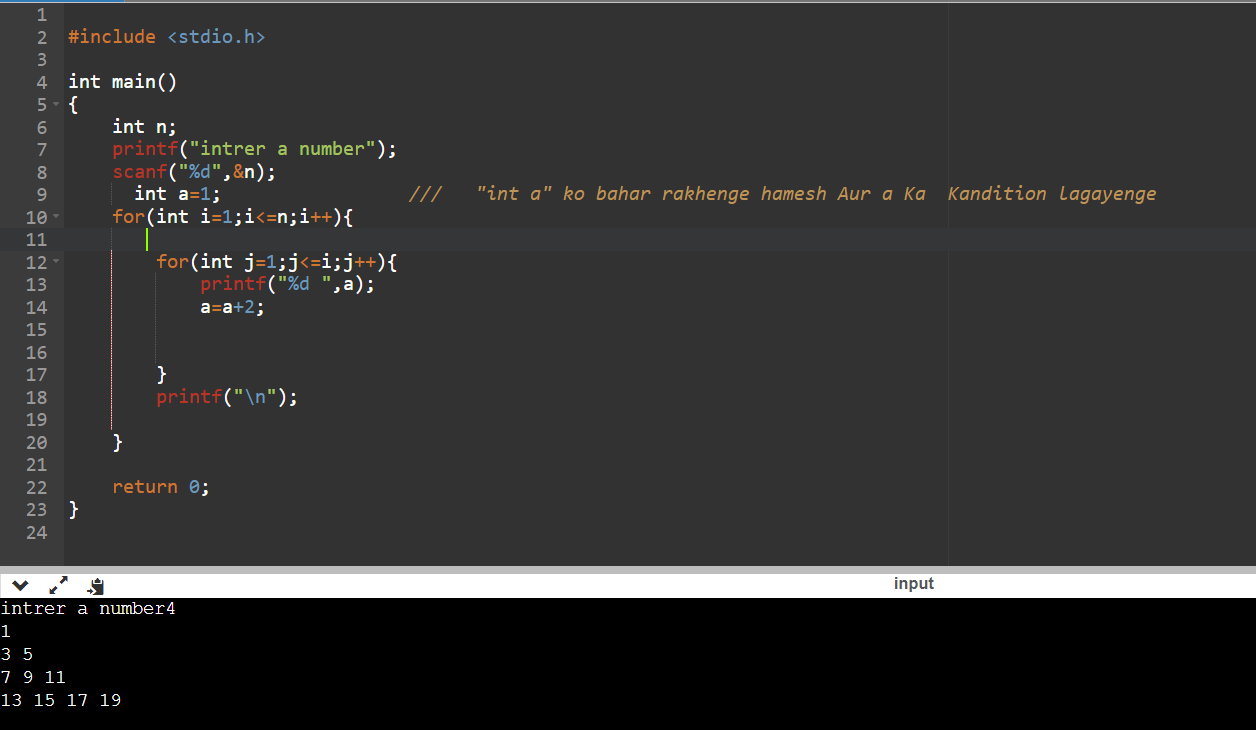 1
2 #include <stdio.h>
3
4 int main()
5 {
6 int n;
7 printf("intrer a number");
8 scanf("%d",&n);
9 int a=1; /// "int a" ko bahar rakhenge hamesh Aur a Ka Kandition lagayenge
10 for(int i=1;i<=n;i++){
11
12 for(int j=1;j<=i;j++){
13 printf("%d ",a);
14 a=a+2;
15
16
17 }
18 printf("\n");
19
20 }
21
22 return 0;
23 }
24
input
intrer a number4
1
3 5
7 9 11
13 15 17 19